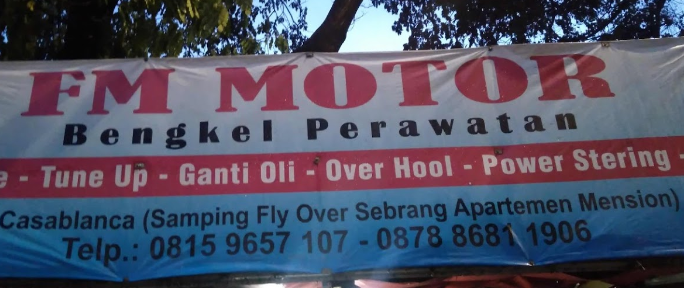 FM MOTOR
Bengkel Perawatan
- Tune Up - Ganti Oli - Over Hool - Power Stering -
Casablanca (Samping Fly Over Sebrang Apartemen Mension)
Telp.: 0815 9657 107 - 0878 8681 1906